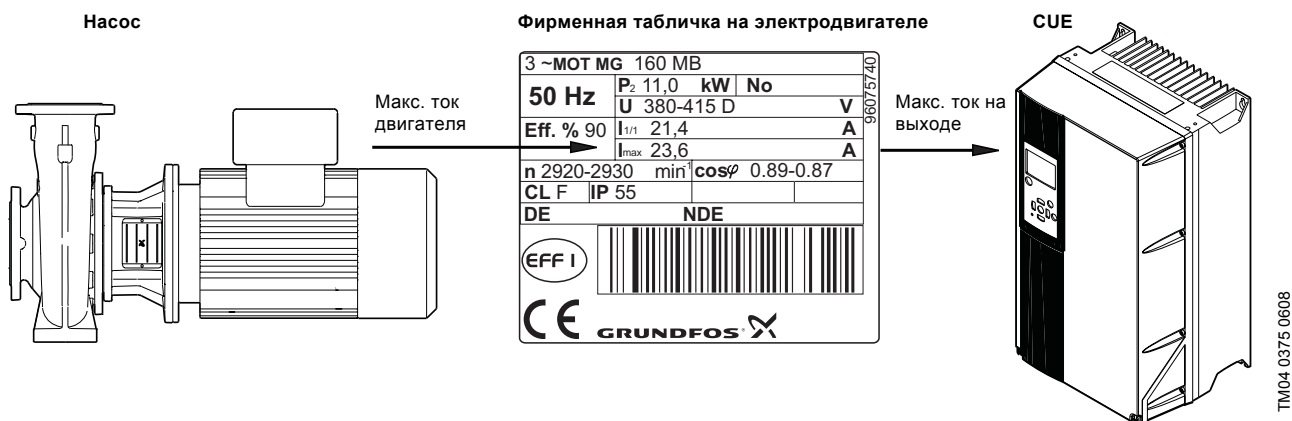 Насос
Фирменная табличка на электродвигателе
CUE
Макс. ток
двигателя
3 ~MOT MG 160 MB
50 Hz
P2 11,0 kW No
U 380-415 D V
Eff. % 90
I1/1 21,4 A
Imax 23,6 A
n 2920-2930 min-1 cosφ 0.89-0.87
CL F IP 55
DE NDE
EFF 1
CE GRUNDFOS
96075740
Макс. ток на
выходе
TM04 0375 0608